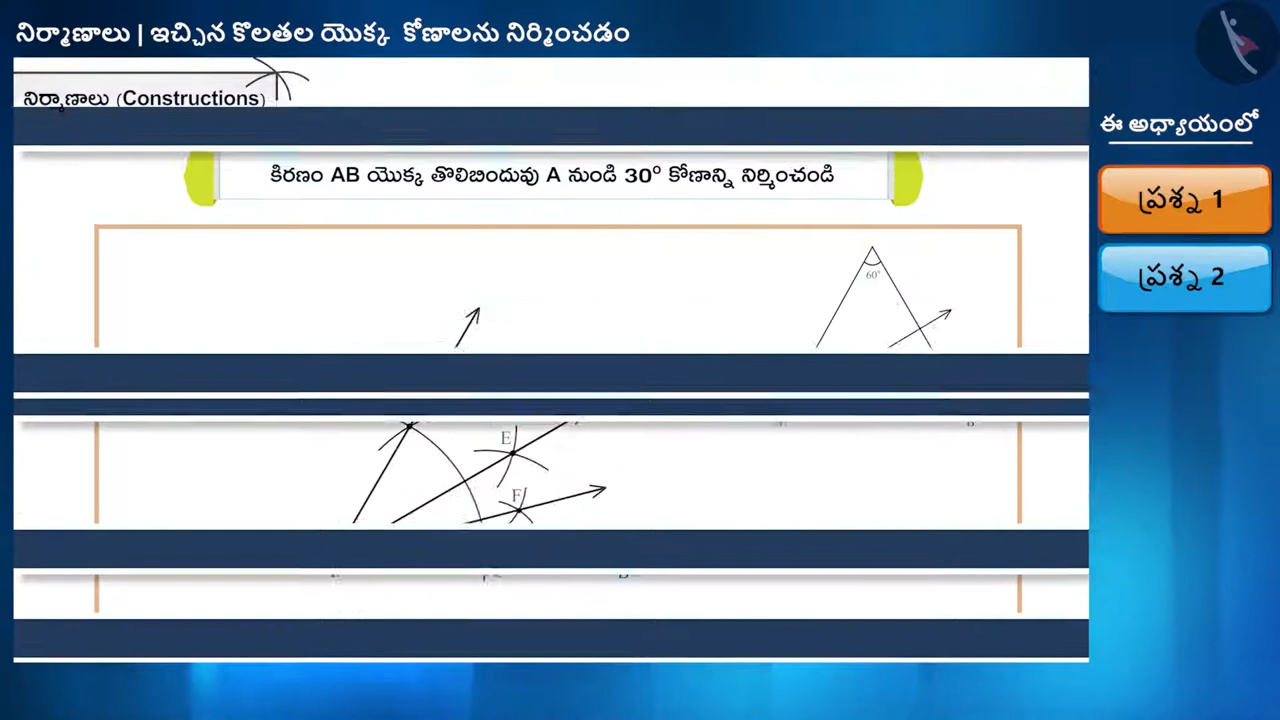 నిర్మాణాలు | ఇచ్చిన కొలతల యొక్క కోణాలను నిర్మించడం
నిర్మాణాలు (Constructions)
ఈ అధ్యాయంలో
కిరణం AB యొక్క తొలిబిందువు A నుండి 30° కోణాన్ని నిర్మించండి
ప్రశ్న 1
ప్రశ్న 2
60°
E
F